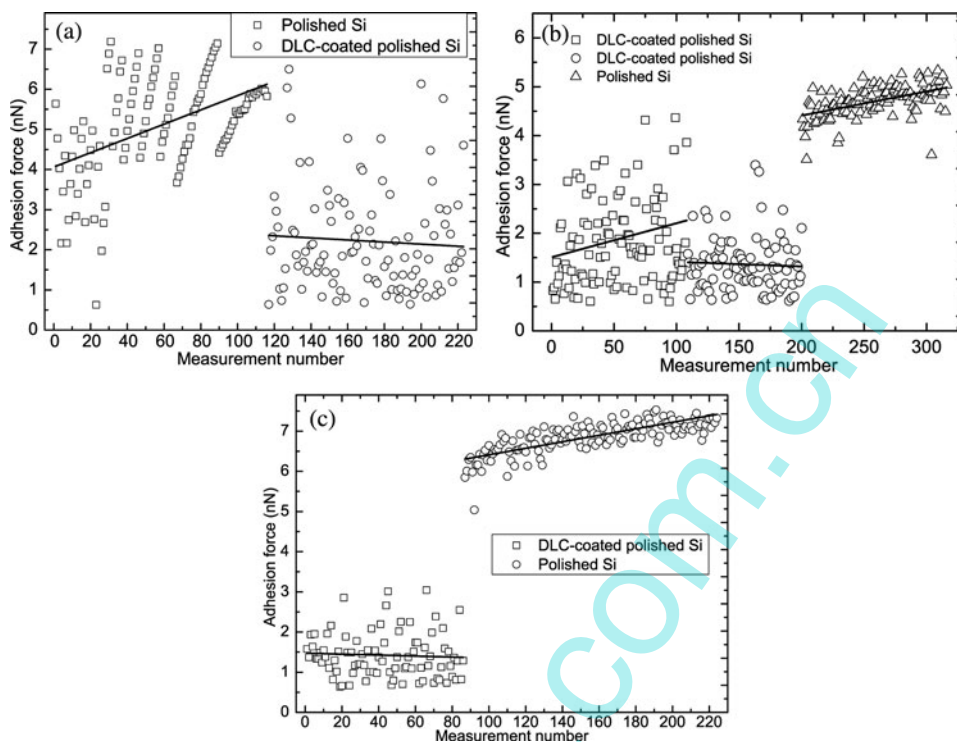 (a)
Polished Si
DLC-coated polished Si
Adhesion force (nN)
7
6
5
4
3
2
1
0
0 20 40 60 80 100 120 140 160 180 200 220
Measurement number
(b)
DLC-coated polished Si
DLC-coated polished Si
Polished Si
Adhesion force (nN)
6
5
4
3
2
1
0
0 50 100 150 200 250 300
Measurement number
(c)
DLC-coated polished Si
Polished Si
Adhesion force (nN)
7
6
5
4
3
2
1
0
0 20 40 60 80 100 120 140 160 180 200 220
Measurement number
com.cn